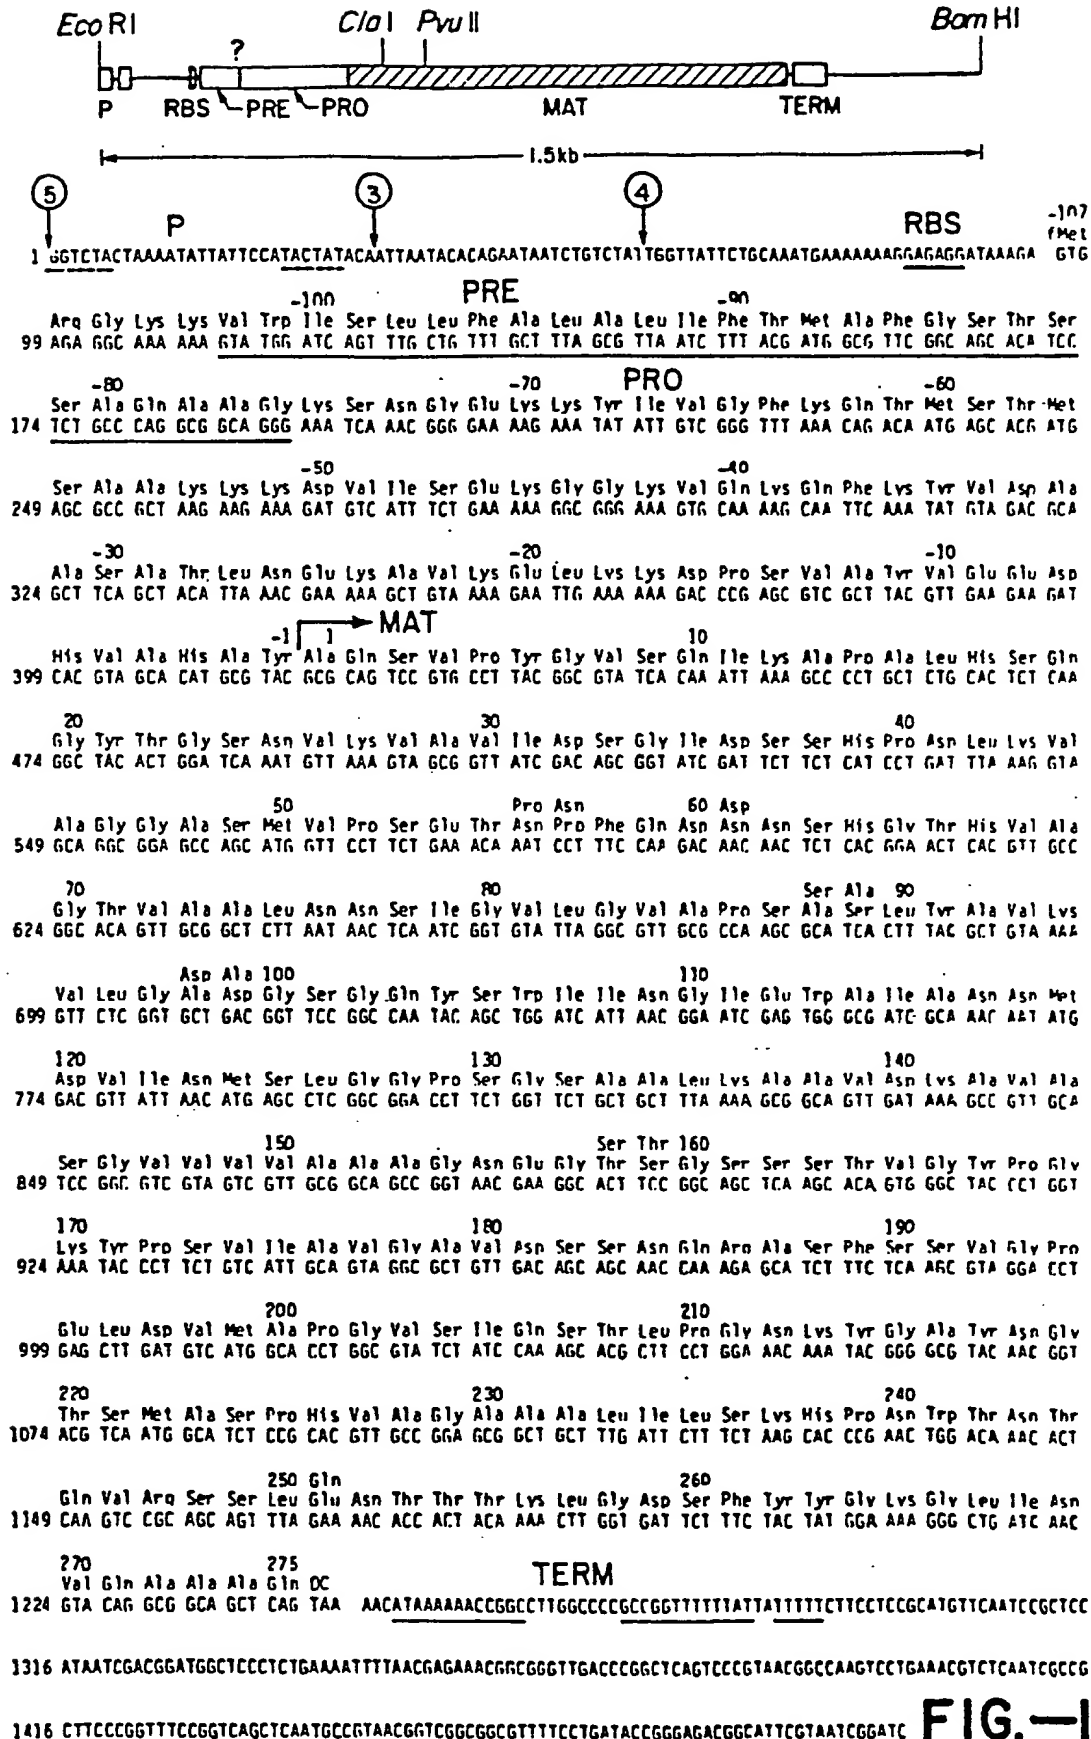 Eco RI
Cla I
Pvu II
Bam HI
?
P
RBS
PRE
PRO
MAT
TERM
1.5kb
5
3
4
P
RBS
-107
fMet
1 GGTCTACTAAAATATTATTCCATACTATACAATTAATACACAGAATAATCTGTCTATTGGTTATTCTGCAAATGAAAAAAAGGAGAGGATAAAGA GTG
-100 PRE -90
Arg Gly Lys Lys Val Trp Ile Ser Leu Leu Phe Ala Leu Ala Leu Ile Phe Thr Met Ala Phe Gly Ser Thr Ser
99 AGA GGC AAA AAA GTA TGG ATC AGT TTG CTG TTT GCT TTA GCG TTA ATC TTT ACG ATG GCG TTC GGC AGC ACA TCC
-80 -70 PRO -60
Ser Ala Gln Ala Ala Gly Lys Ser Asn Gly Glu Lys Lys Tyr Ile Val Gly Phe Lys Gln Thr Met Ser Thr Met
174 TCT GCC CAG GCG GCA GGG AAA TCA AAC GGG GAA AAG AAA TAT ATT GTC GGG TTT AAA CAG ACA ATG AGC ACG ATG
-50 -40
Ser Ala Ala Lys Lys Lys Asp Val Ile Ser Glu Lys Gly Gly Lys Val Gln Lys Gln Phe Lys Tyr Val Asp Ala
249 AGC GCC GCT AAG AAG AAA GAT GTC ATT TCT GAA AAA GGC GGG AAA GTG CAA AAG CAA TTC AAA TAT GTA GAC GCA
-30 -20 -10
Ala Ser Ala Thr Leu Asn Glu Lys Ala Val Lys Glu Leu Lys Lys Asp Pro Ser Val Ala Tyr Val Glu Glu Asp
324 GCT TCA GCT ACA TTA AAC GAA AAA GCT GTA AAA GAA TTG AAA AAA GAC CCG AGC GTC GCT TAC GTT GAA GAA GAT
-1 1 MAT 10
His Val Ala His Ala Tyr Ala Gln Ser Val Pro Tyr Gly Val Ser Gln Ile Lys Ala Pro Ala Leu His Ser Gln
399 CAC GTA GCA CAT GCG TAC GCG CAG TCC GTG CCT TAC GGC GTA TCA CAA ATT AAA GCC CCT GCT CTG CAC TCT CAA
20 30 40
Gly Tyr Thr Gly Ser Asn Val Lys Val Ala Val Ile Asp Ser Gly Ile Asp Ser Ser His Pro Asn Leu Lys Val
474 GGC TAC ACT GGA TCA AAT GTT AAA GTA GCG GTT ATC GAC AGC GGT ATC GAT TCT TCT CAT CCT GAT TTA AAG GTA
50 Pro Asn 60 Asp
Ala Gly Gly Ala Ser Met Val Pro Ser Glu Thr Asn Pro Phe Gln Asp Asn Asn Ser His Gly Thr His Val Ala
549 GCA GGC GGA GCC AGC ATG GTT CCT TCT GAA ACA AAT CCT TTC CAA GAC AAC AAC TCT CAC GGA ACT CAC GTT GCC
70 80 Ser Ala 90
Gly Thr Val Ala Ala Leu Asn Asn Ser Ile Gly Val Leu Gly Val Ala Pro Ser Ala Ser Leu Tyr Ala Val Lys
624 GGC ACA GTT GCG GCT CTT AAT AAC TCA ATC GGT GTA TTA GGC GTT GCG CCA AGC GCA TCA CTT TAC GCT GTA AAA
Asp Ala 100 110
Val Leu Gly Ala Asp Gly Ser Gly Gln Tyr Ser Trp Ile Ile Asn Gly Ile Glu Trp Ala Ile Ala Asn Asn Met
699 GTT CTC GGT GCT GAC GGT TCC GGC CAA TAC AGC TGG ATC ATT AAC GGA ATC GAG TGG GCG ATC GCA AAC AAT ATG
120 130 140
Asp Val Ile Asn Met Ser Leu Gly Gly Pro Ser Gly Ser Ala Ala Leu Lys Ala Ala Val Asn Lys Ala Val Ala
774 GAC GTT ATT AAC ATG AGC CTC GGC GGA CCT TCT GGT TCT GCT GCT TTA AAA GCG GCA GTT GAT AAA GCC GTT GCA
150 Ser Thr 160
Ser Gly Val Val Val Val Ala Ala Ala Gly Asn Glu Gly Thr Ser Gly Ser Ser Ser Thr Val Gly Tyr Pro Gly
849 TCC GGC GTC GTA GTC GTT GCG GCA GCC GGT AAC GAA GGC ACT TCC GGC AGC TCA AGC ACA GTG GGC TAC CCT GGT
170 180 190
Lys Tyr Pro Ser Val Ile Ala Val Gly Ala Val Asn Ser Ser Asn Gln Arg Ala Ser Phe Ser Ser Val Gly Pro
924 AAA TAC CCT TCT GTC ATT GCA GTA GGC GCT GTT GAC AGC AGC AAC CAA AGA GCA TCT TTC TCA AGC GTA GGA CCT
200 210
Glu Leu Asp Val Met Ala Pro Gly Val Ser Ile Gln Ser Thr Leu Pro Gly Asn Lys Tyr Gly Ala Tyr Asn Gly
999 GAG CTT GAT GTC ATG GCA CCT GGC GTA TCT ATC CAA AGC ACG CTT CCT GGA AAC AAA TAC GGG GCG TAC AAC GGT
220 230 240
Thr Ser Met Ala Ser Pro His Val Ala Gly Ala Ala Ala Leu Ile Leu Ser Lys His Pro Asn Trp Thr Asn Thr
1074 ACG TCA ATG GCA TCT CCG CAC GTT GCC GGA GCG GCT GCT TTG ATT CTT TCT AAG CAC CCG AAC TGG ACA AAC ACT
250 Gln 260
Gln Val Arg Ser Ser Leu Glu Asn Thr Thr Thr Lys Leu Gly Asp Ser Phe Tyr Tyr Gly Lys Gly Leu Ile Asn
1149 CAA GTC CGC AGC AGT TTA GAA AAC ACC ACT ACA AAA CTT GGT GAT TCT TTC TAC TAT GGA AAA GGG CTG ATC AAC
270 275 TERM
Val Gln Ala Ala Ala Gln OC
1224 GTA CAG GCG GCA GCT CAG TAA AACATAAAAAACCGGCCTTGGCCCCGCCGGTTTTTTATTATTTTTCTTCCTCCGCATGTTCAATCCGCTCC
1316 ATAATCGACGGATGGCTCCCTCTGAAAATTTTAACGAGAAACGGCGGGTTGACCCGGCTCAGTCCCGTAACGGCCAAGTCCTGAAACGTCTCAATCGCCG
1416 CTTCCCGGTTTCCGGTCAGCTCAATGCCGTAACGGTCGGCGGCGTTTTCCTGATACCGGGAGACGGCATTCGTAATCGGATC FIG.—1